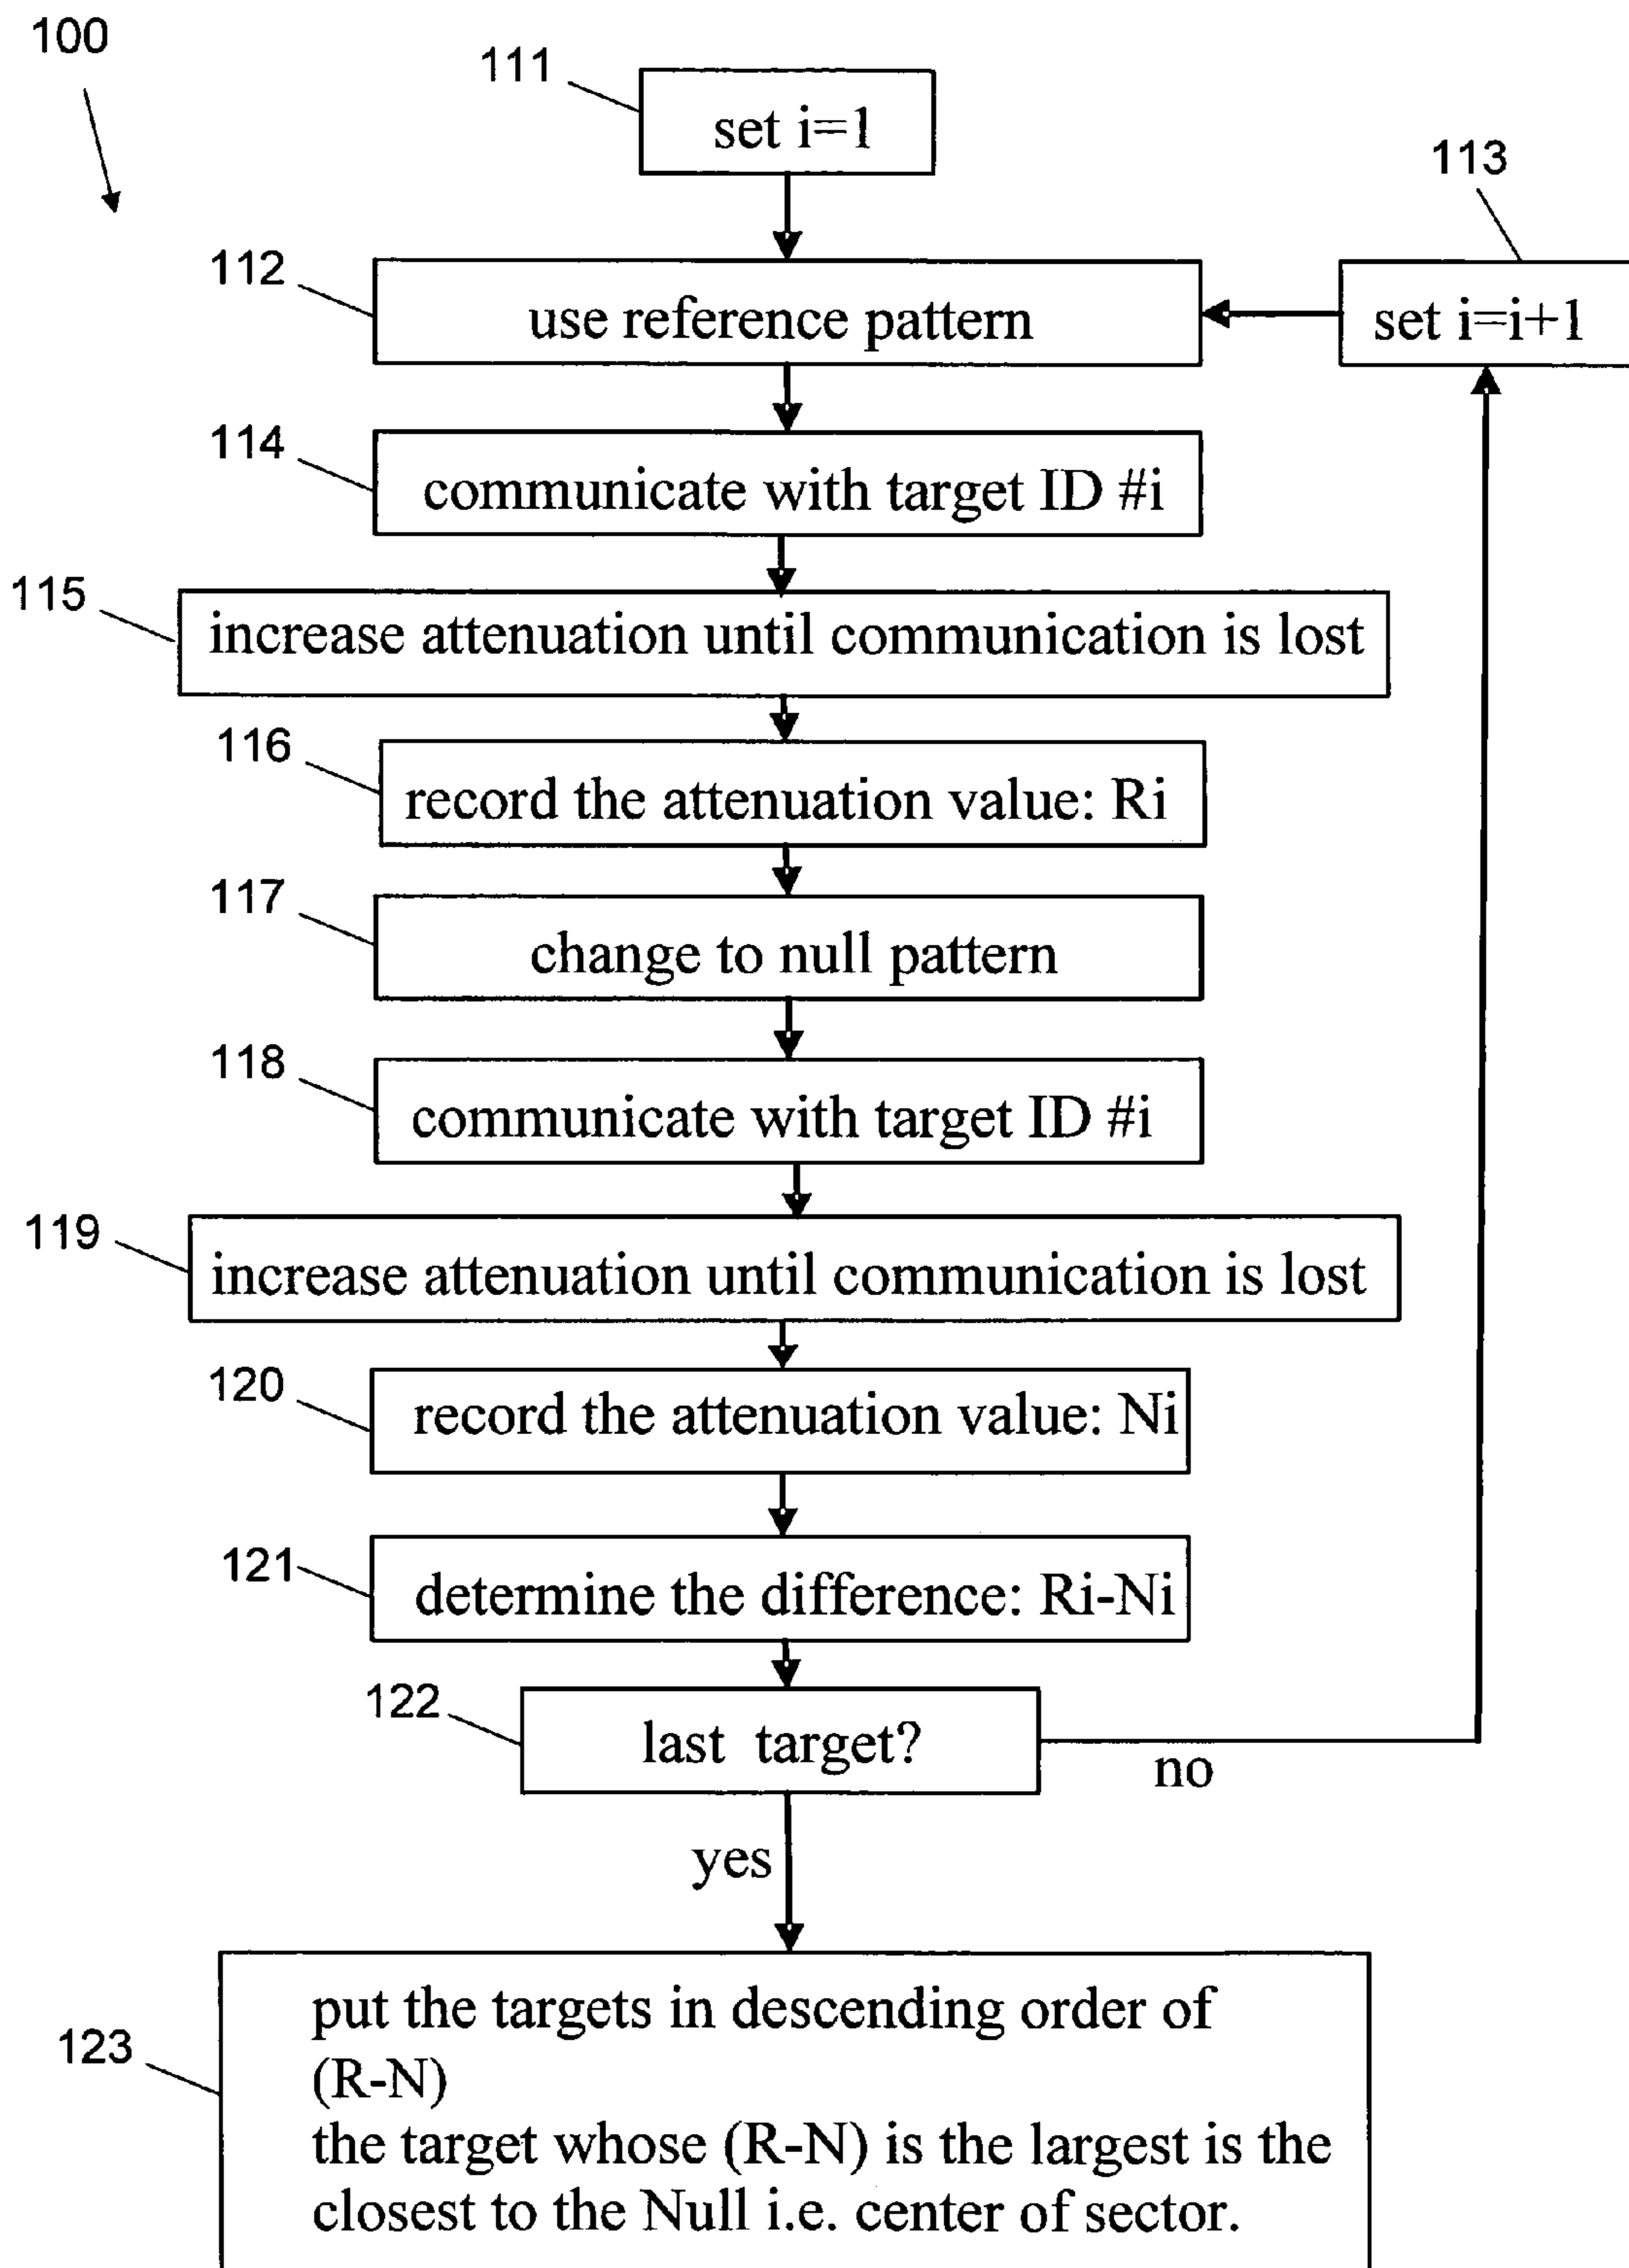 100
111
set i=1
113
112
use reference pattern
set i=i+1
114
communicate with target ID #i
115
increase attenuation until communication is lost
116
record the attenuation value: Ri
117
change to null pattern
118
communicate with target ID #i
119
increase attenuation until communication is lost
120
record the attenuation value: Ni
121
determine the difference: Ri-Ni
122
last target?
no
yes
123
put the targets in descending order of
(R-N)
the target whose (R-N) is the largest is the
closest to the Null i.e. center of sector.